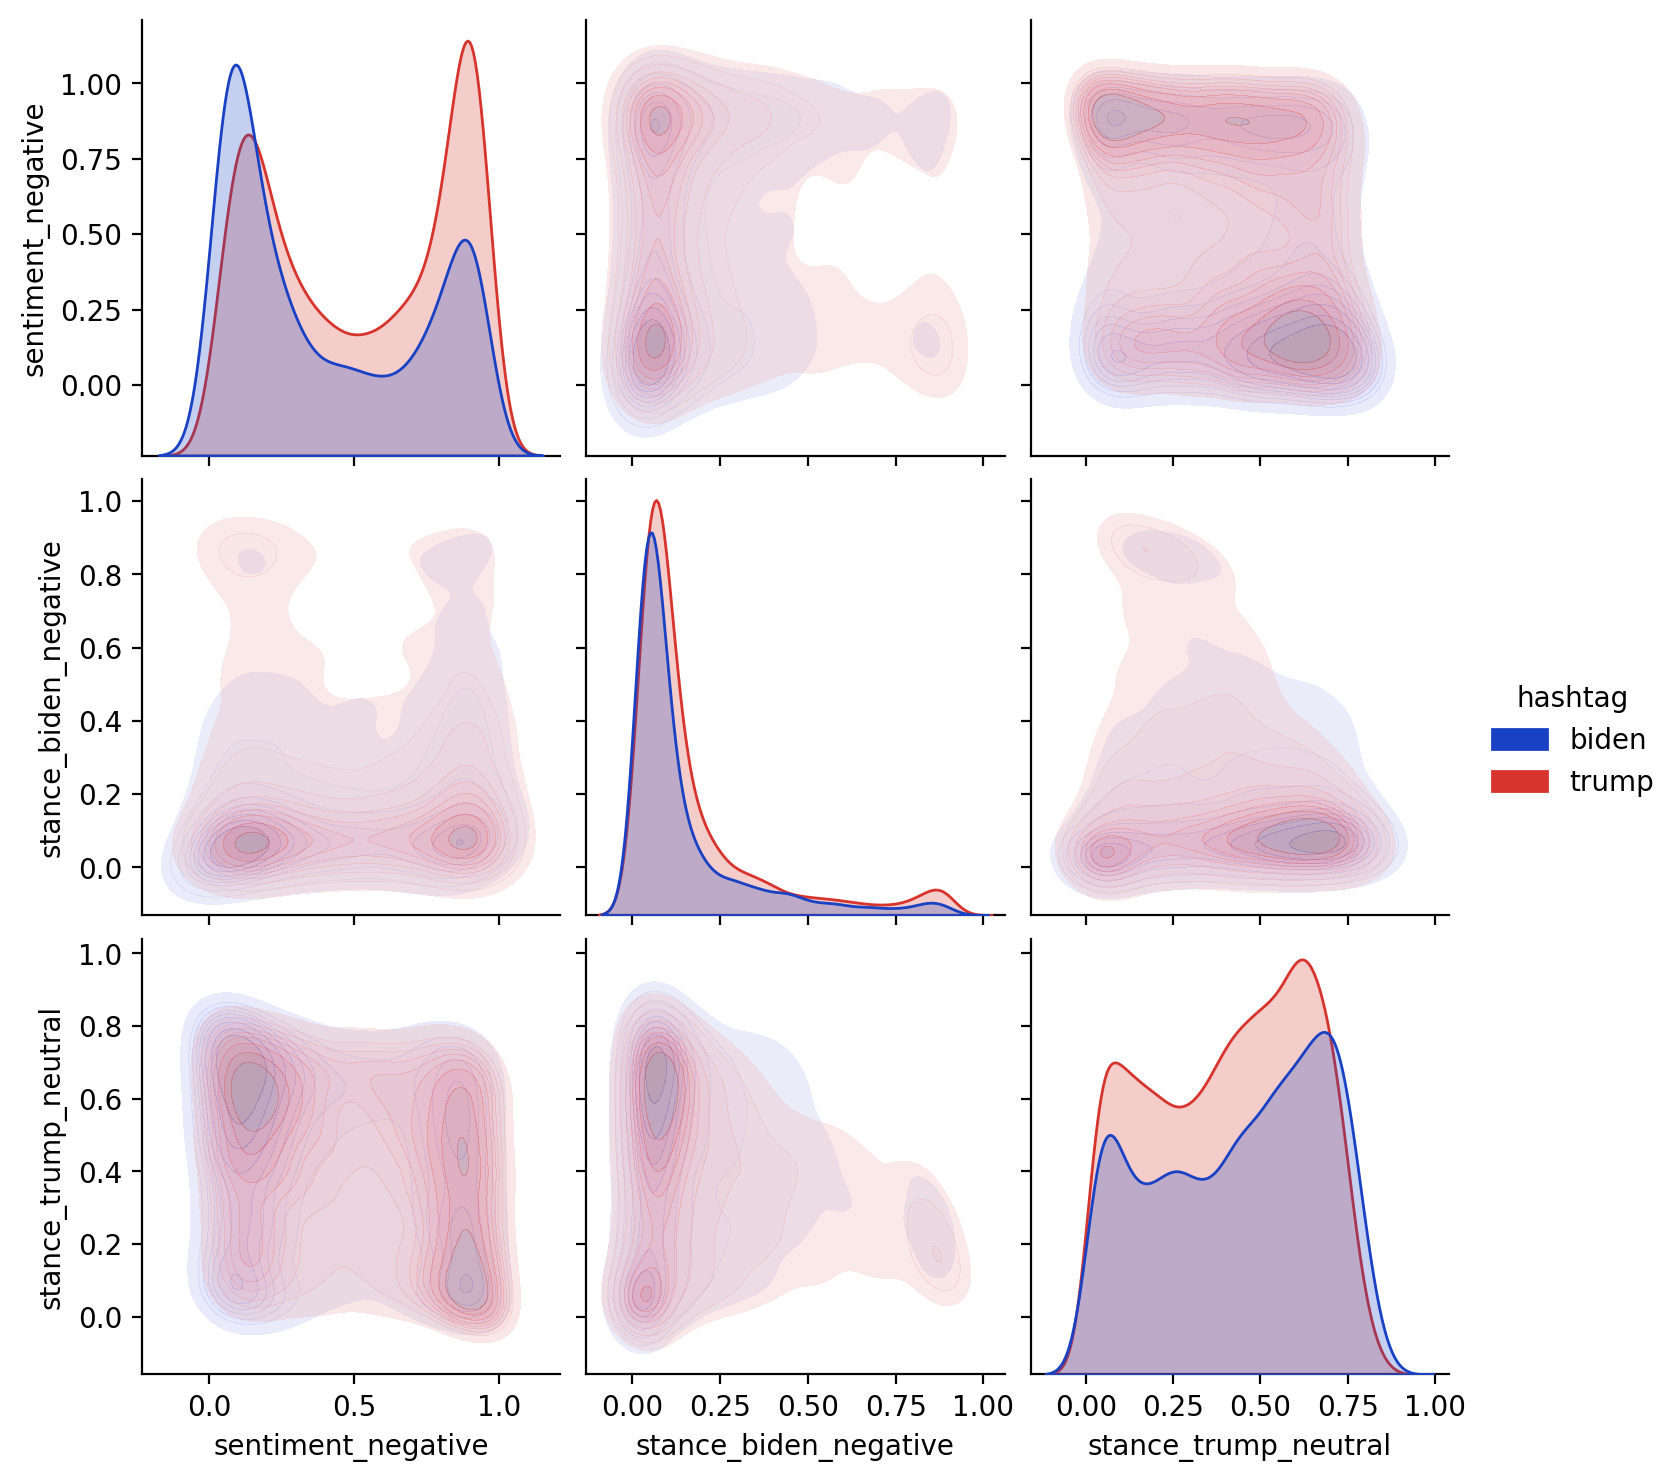 sentiment_negative
1.00
0.75
0.50
0.25
0.00
stance_biden_negative
1.0
0.8
0.6
0.4
0.2
0.0
stance_trump_neutral
1.0
0.8
0.6
0.4
0.2
0.0
0.0 0.5 1.0
sentiment_negative
0.00 0.25 0.50 0.75 1.00
stance_biden_negative
0.00 0.25 0.50 0.75 1.00
stance_trump_neutral
hashtag
biden
trump